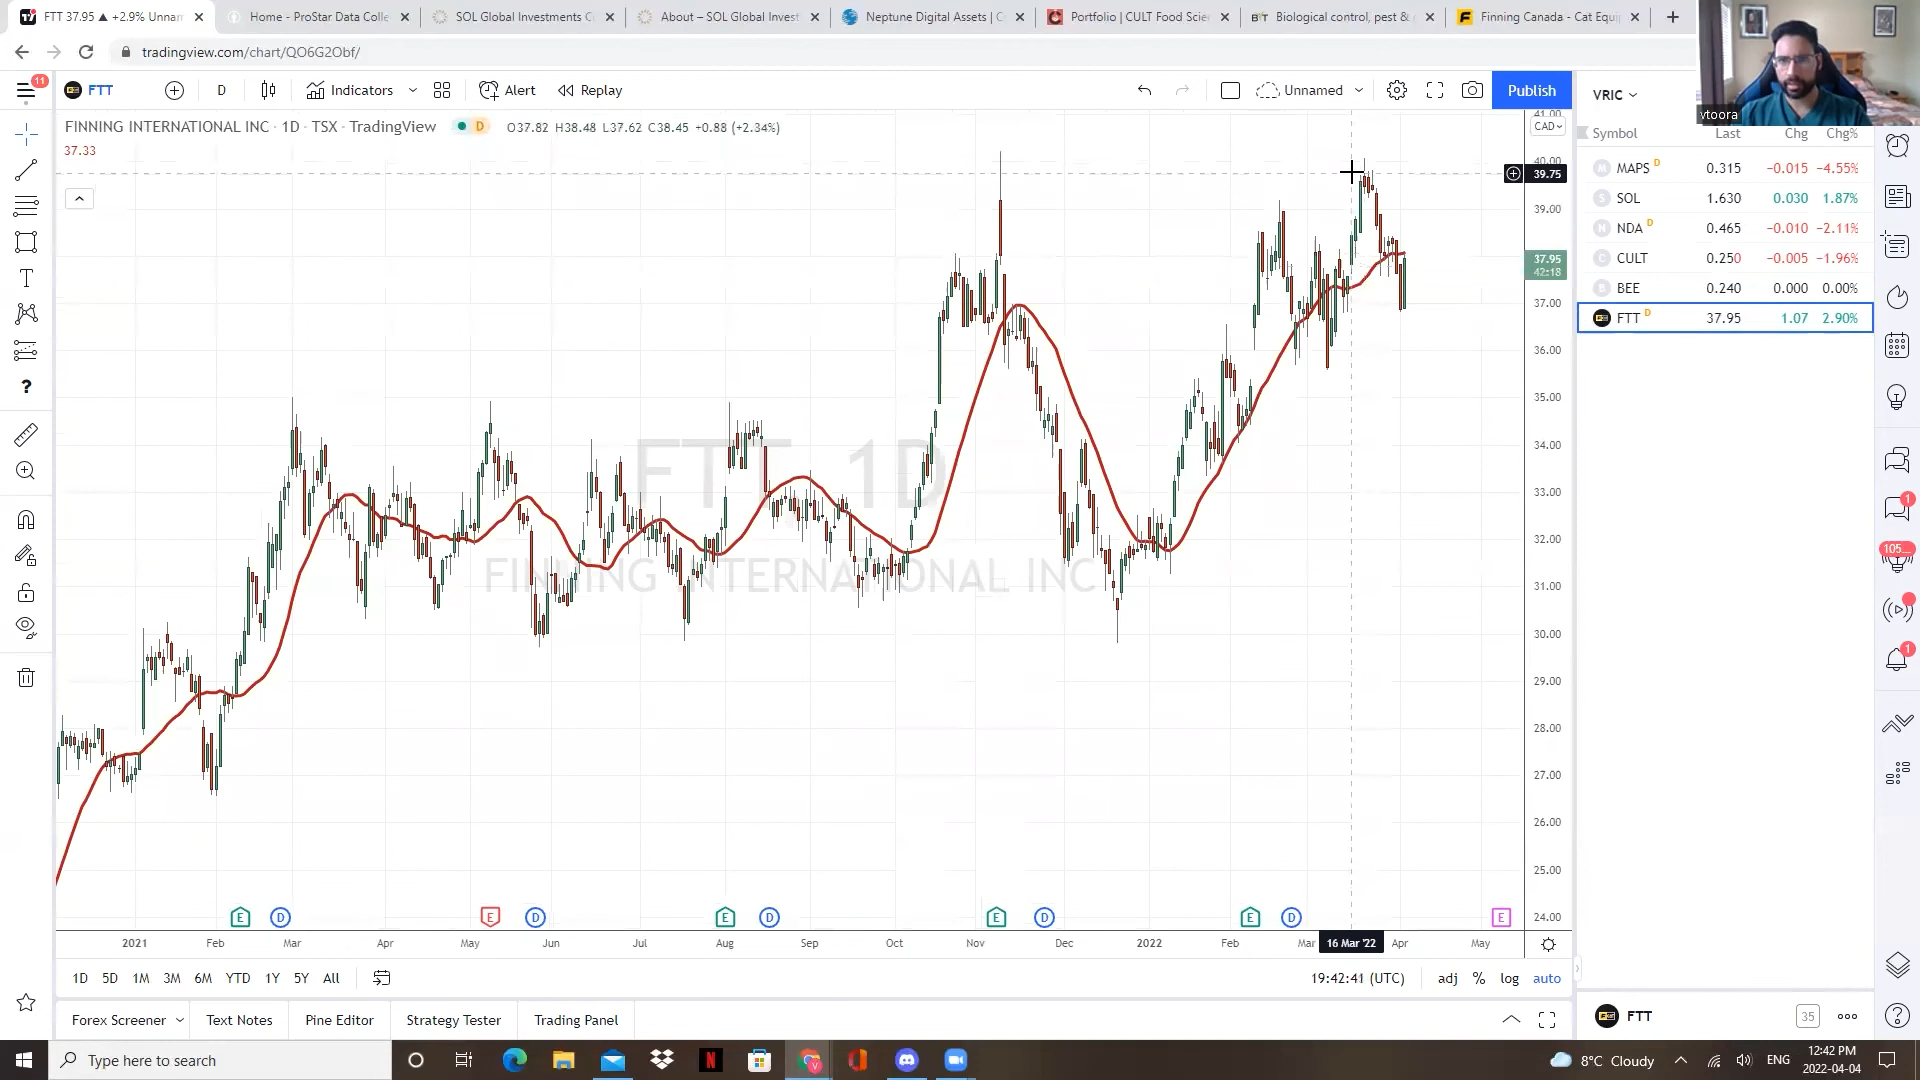 FTT 37.95 ▲ +2.9% Unnam
Home - ProStar Data Colle
SOL Global Investments C
About – SOL Global Invest
Neptune Digital Assets | C
Portfolio | CULT Food Scien
Biological control, pest &
Finning Canada - Cat Equi
tradingview.com/chart/QO6G2Obf/
vtoora
11
FTT
D
Indicators
Alert
Replay
Unnamed
Publish
VRIC
FINNING INTERNATIONAL INC · 1D · TSX · TradingView
D
O37.82 H38.48 L37.62 C38.45 +0.88 (+2.34%)
37.33
CAD
Symbol Last Chg Chg%
MAPS D 0.315 −0.015 −4.55%
SOL 1.630 0.030 1.87%
NDA D 0.465 −0.010 −2.11%
CULT 0.250 −0.005 −1.96%
BEE 0.240 0.000 0.00%
FTT D 37.95 1.07 2.90%
41.00
40.00
39.75
39.00
37.95
42:18
37.00
36.00
35.00
34.00
33.00
32.00
31.00
30.00
29.00
28.00
27.00
26.00
25.00
24.00
FTT 1D
FINNING INTERNATIONAL INC
1
105
1
E D E D E D E D E D E
2021 Feb Mar Apr May Jun Jul Aug Sep Oct Nov Dec 2022 Feb Mar 16 Mar '22 Apr May
1D 5D 1M 3M 6M YTD 1Y 5Y All
19:42:41 (UTC) adj % log auto
Forex Screener Text Notes Pine Editor Strategy Tester Trading Panel
FTT 35
Type here to search
8°C Cloudy
ENG
12:42 PM
2022-04-04